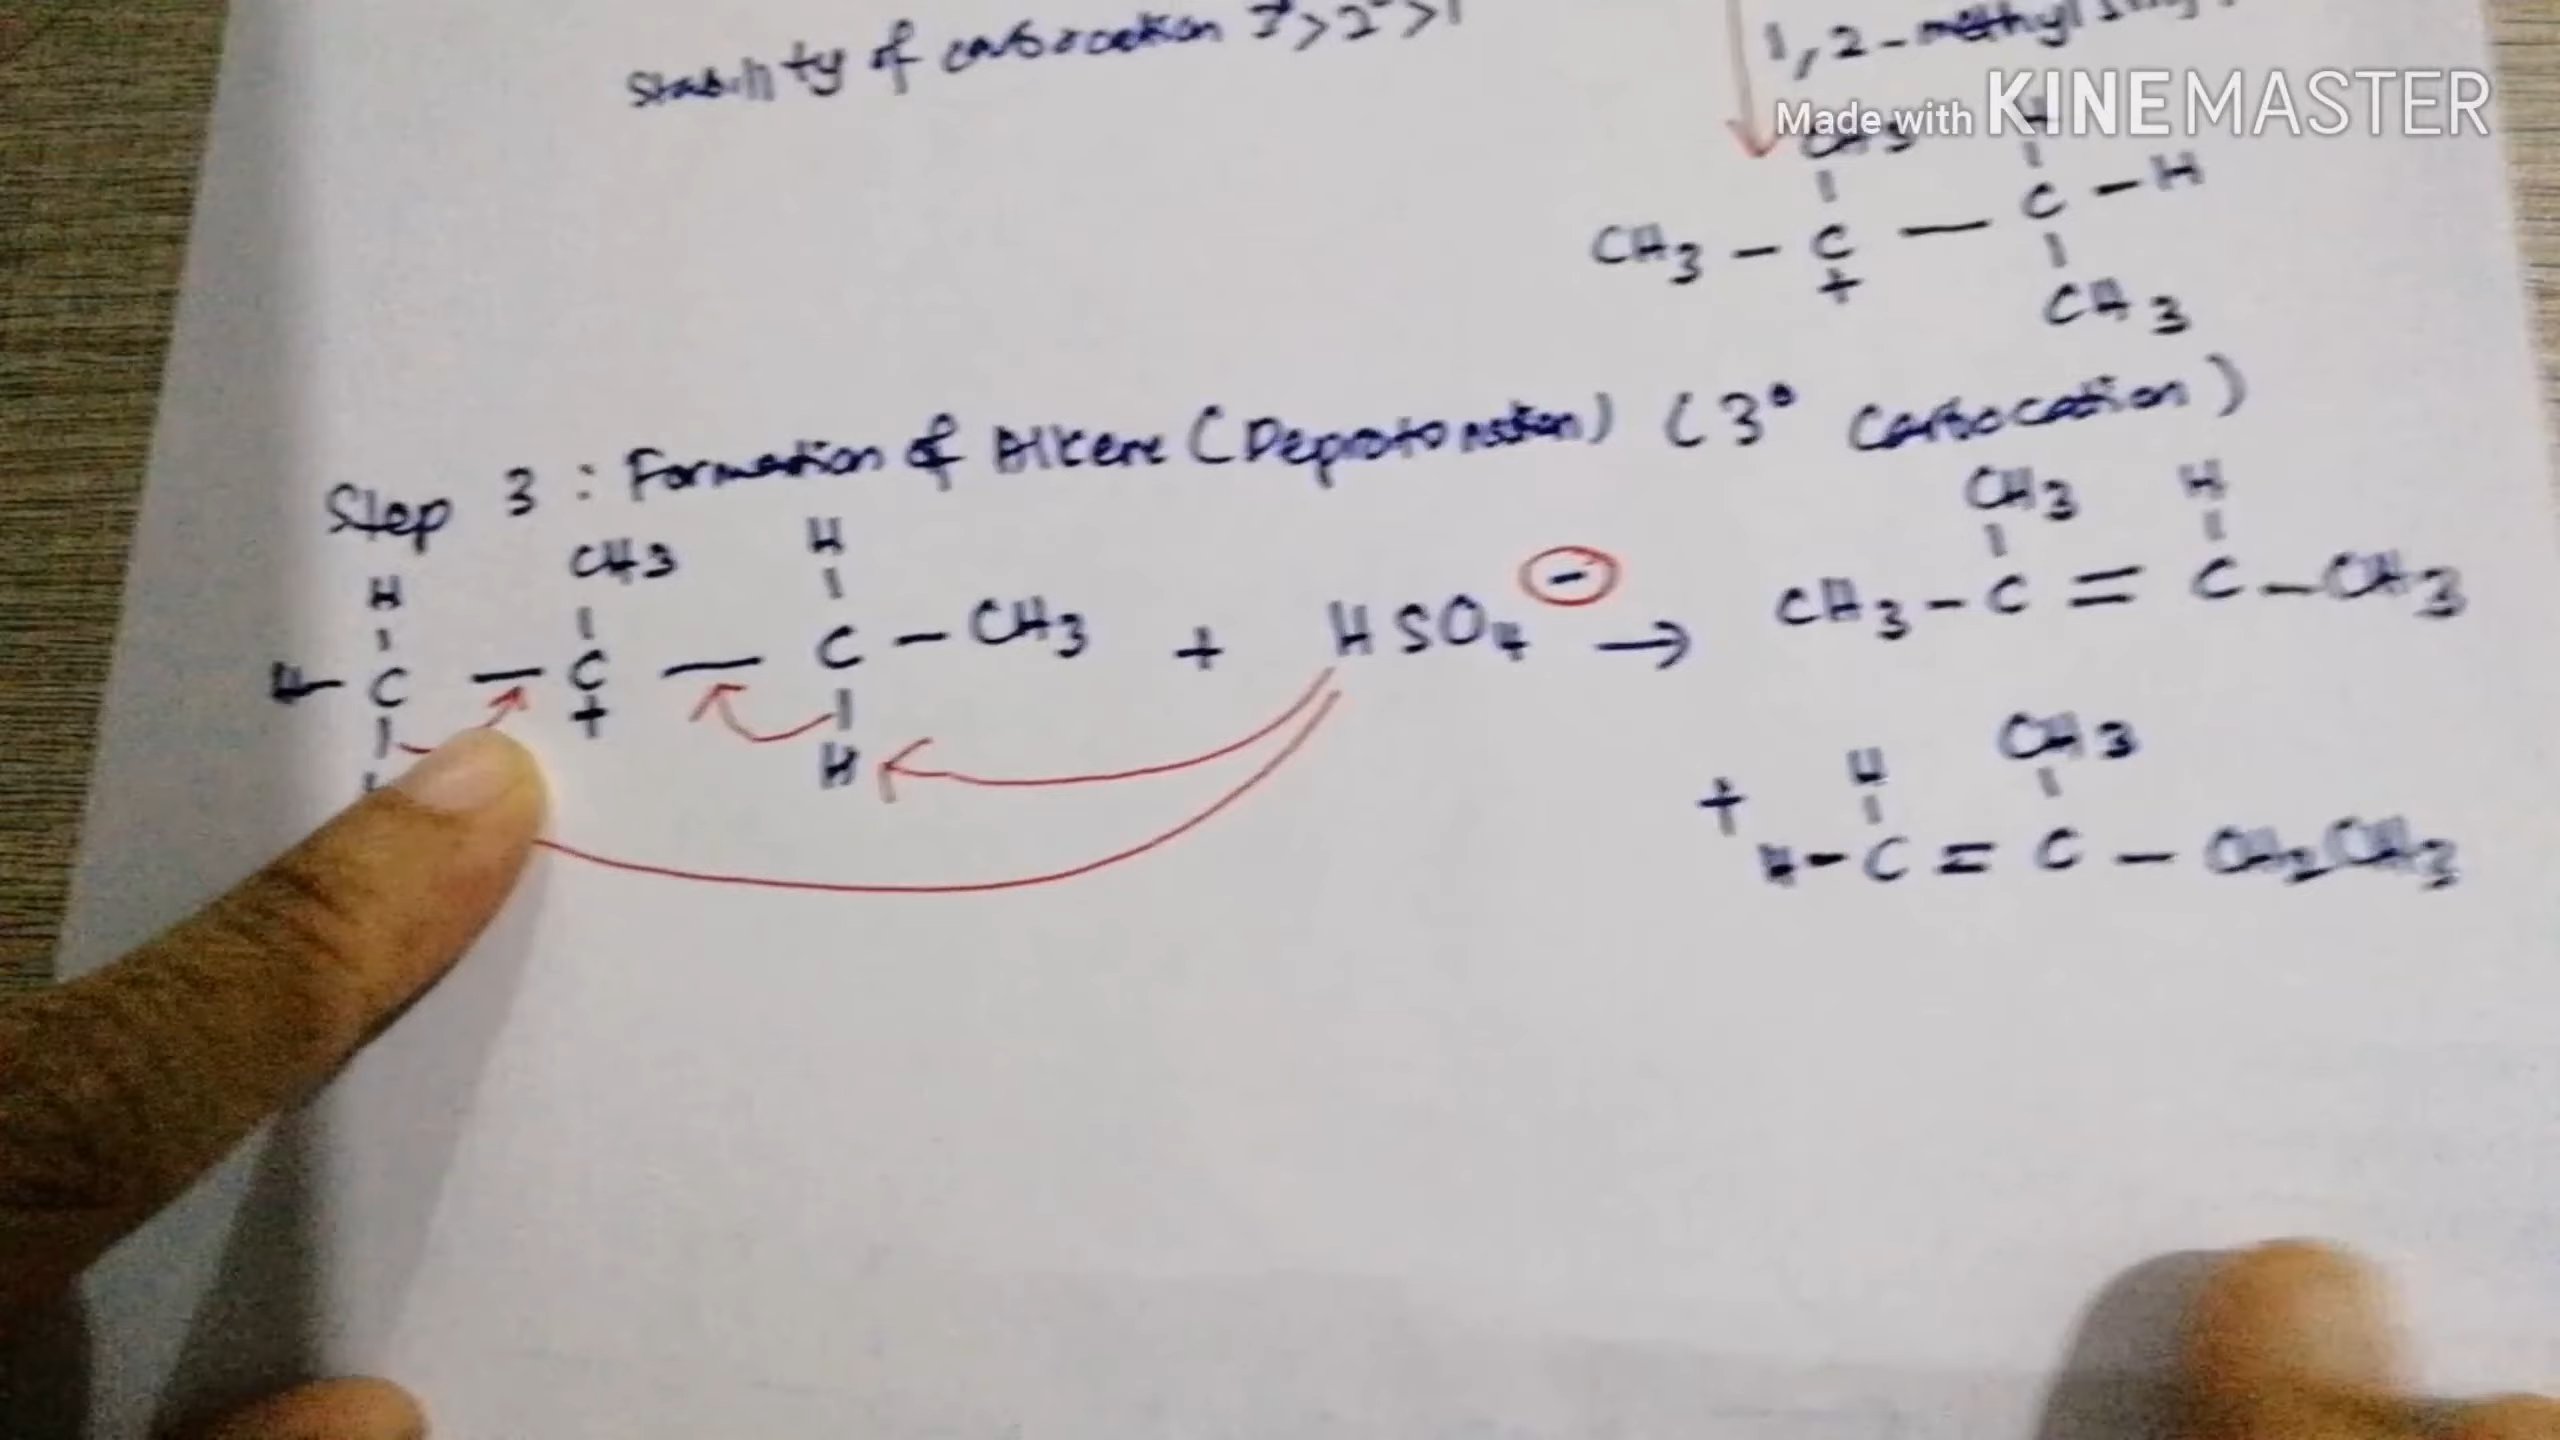 Stability of carbocation 3° > 2° > 1
1,2-methyl
Made with KINEMASTER
CH3 H
CH3 - C — C - H
+ CH3
Step 3 : Formation of Alkene (Deprotonation) (3° Carbocation)
H CH3 H CH3 H
H - C — C — C - CH3 + HSO4 - → CH3 - C = C - CH3
+ H
H CH3
+ H - C = C - CH2CH3